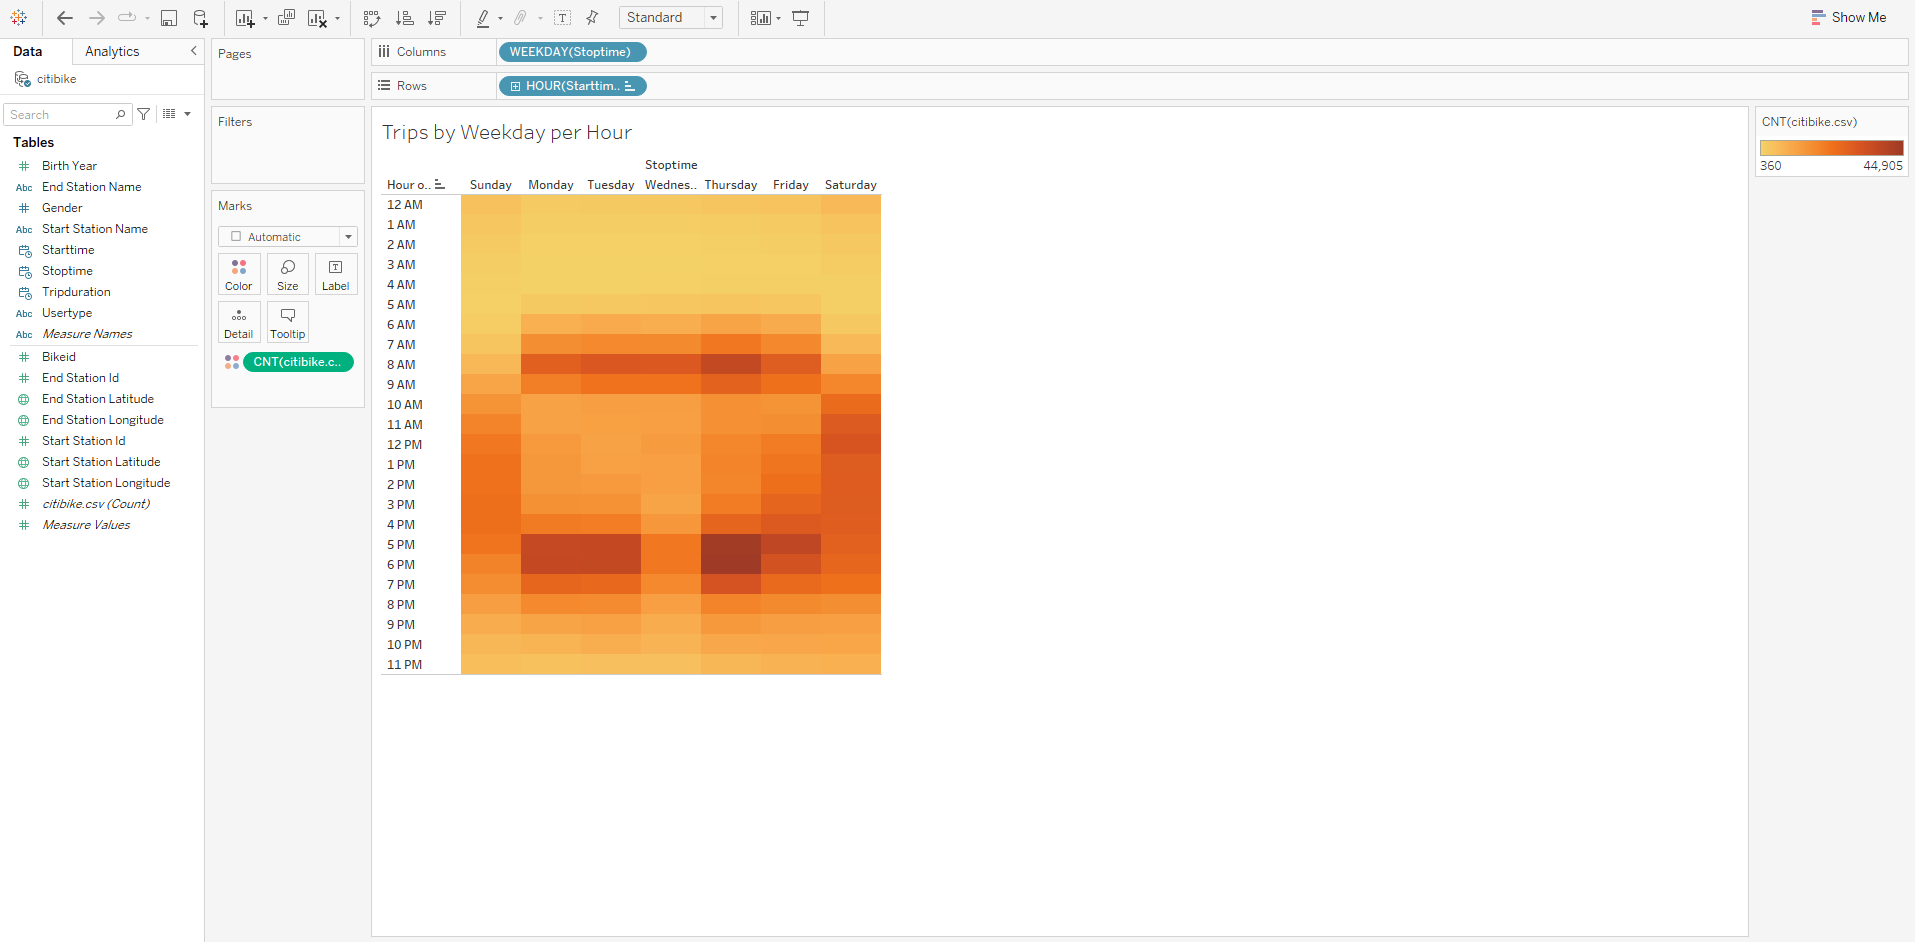 Standard
Show Me
Data
Analytics
citibike
Search
Tables
Birth Year
Abc End Station Name
Gender
Abc Start Station Name
Starttime
Stoptime
Tripduration
Abc Usertype
Abc Measure Names
Bikeid
End Station Id
End Station Latitude
End Station Longitude
Start Station Id
Start Station Latitude
Start Station Longitude
citibike.csv (Count)
Measure Values
Pages
Filters
Marks
Automatic
Color
Size
Label
Detail
Tooltip
CNT(citibike.c..
Columns
WEEKDAY(Stoptime)
Rows
HOUR(Starttim..
Trips by Weekday per Hour
Stoptime
Hour o.. Sunday Monday Tuesday Wednes.. Thursday Friday Saturday
12 AM
1 AM
2 AM
3 AM
4 AM
5 AM
6 AM
7 AM
8 AM
9 AM
10 AM
11 AM
12 PM
1 PM
2 PM
3 PM
4 PM
5 PM
6 PM
7 PM
8 PM
9 PM
10 PM
11 PM
CNT(citibike.csv)
360 44,905